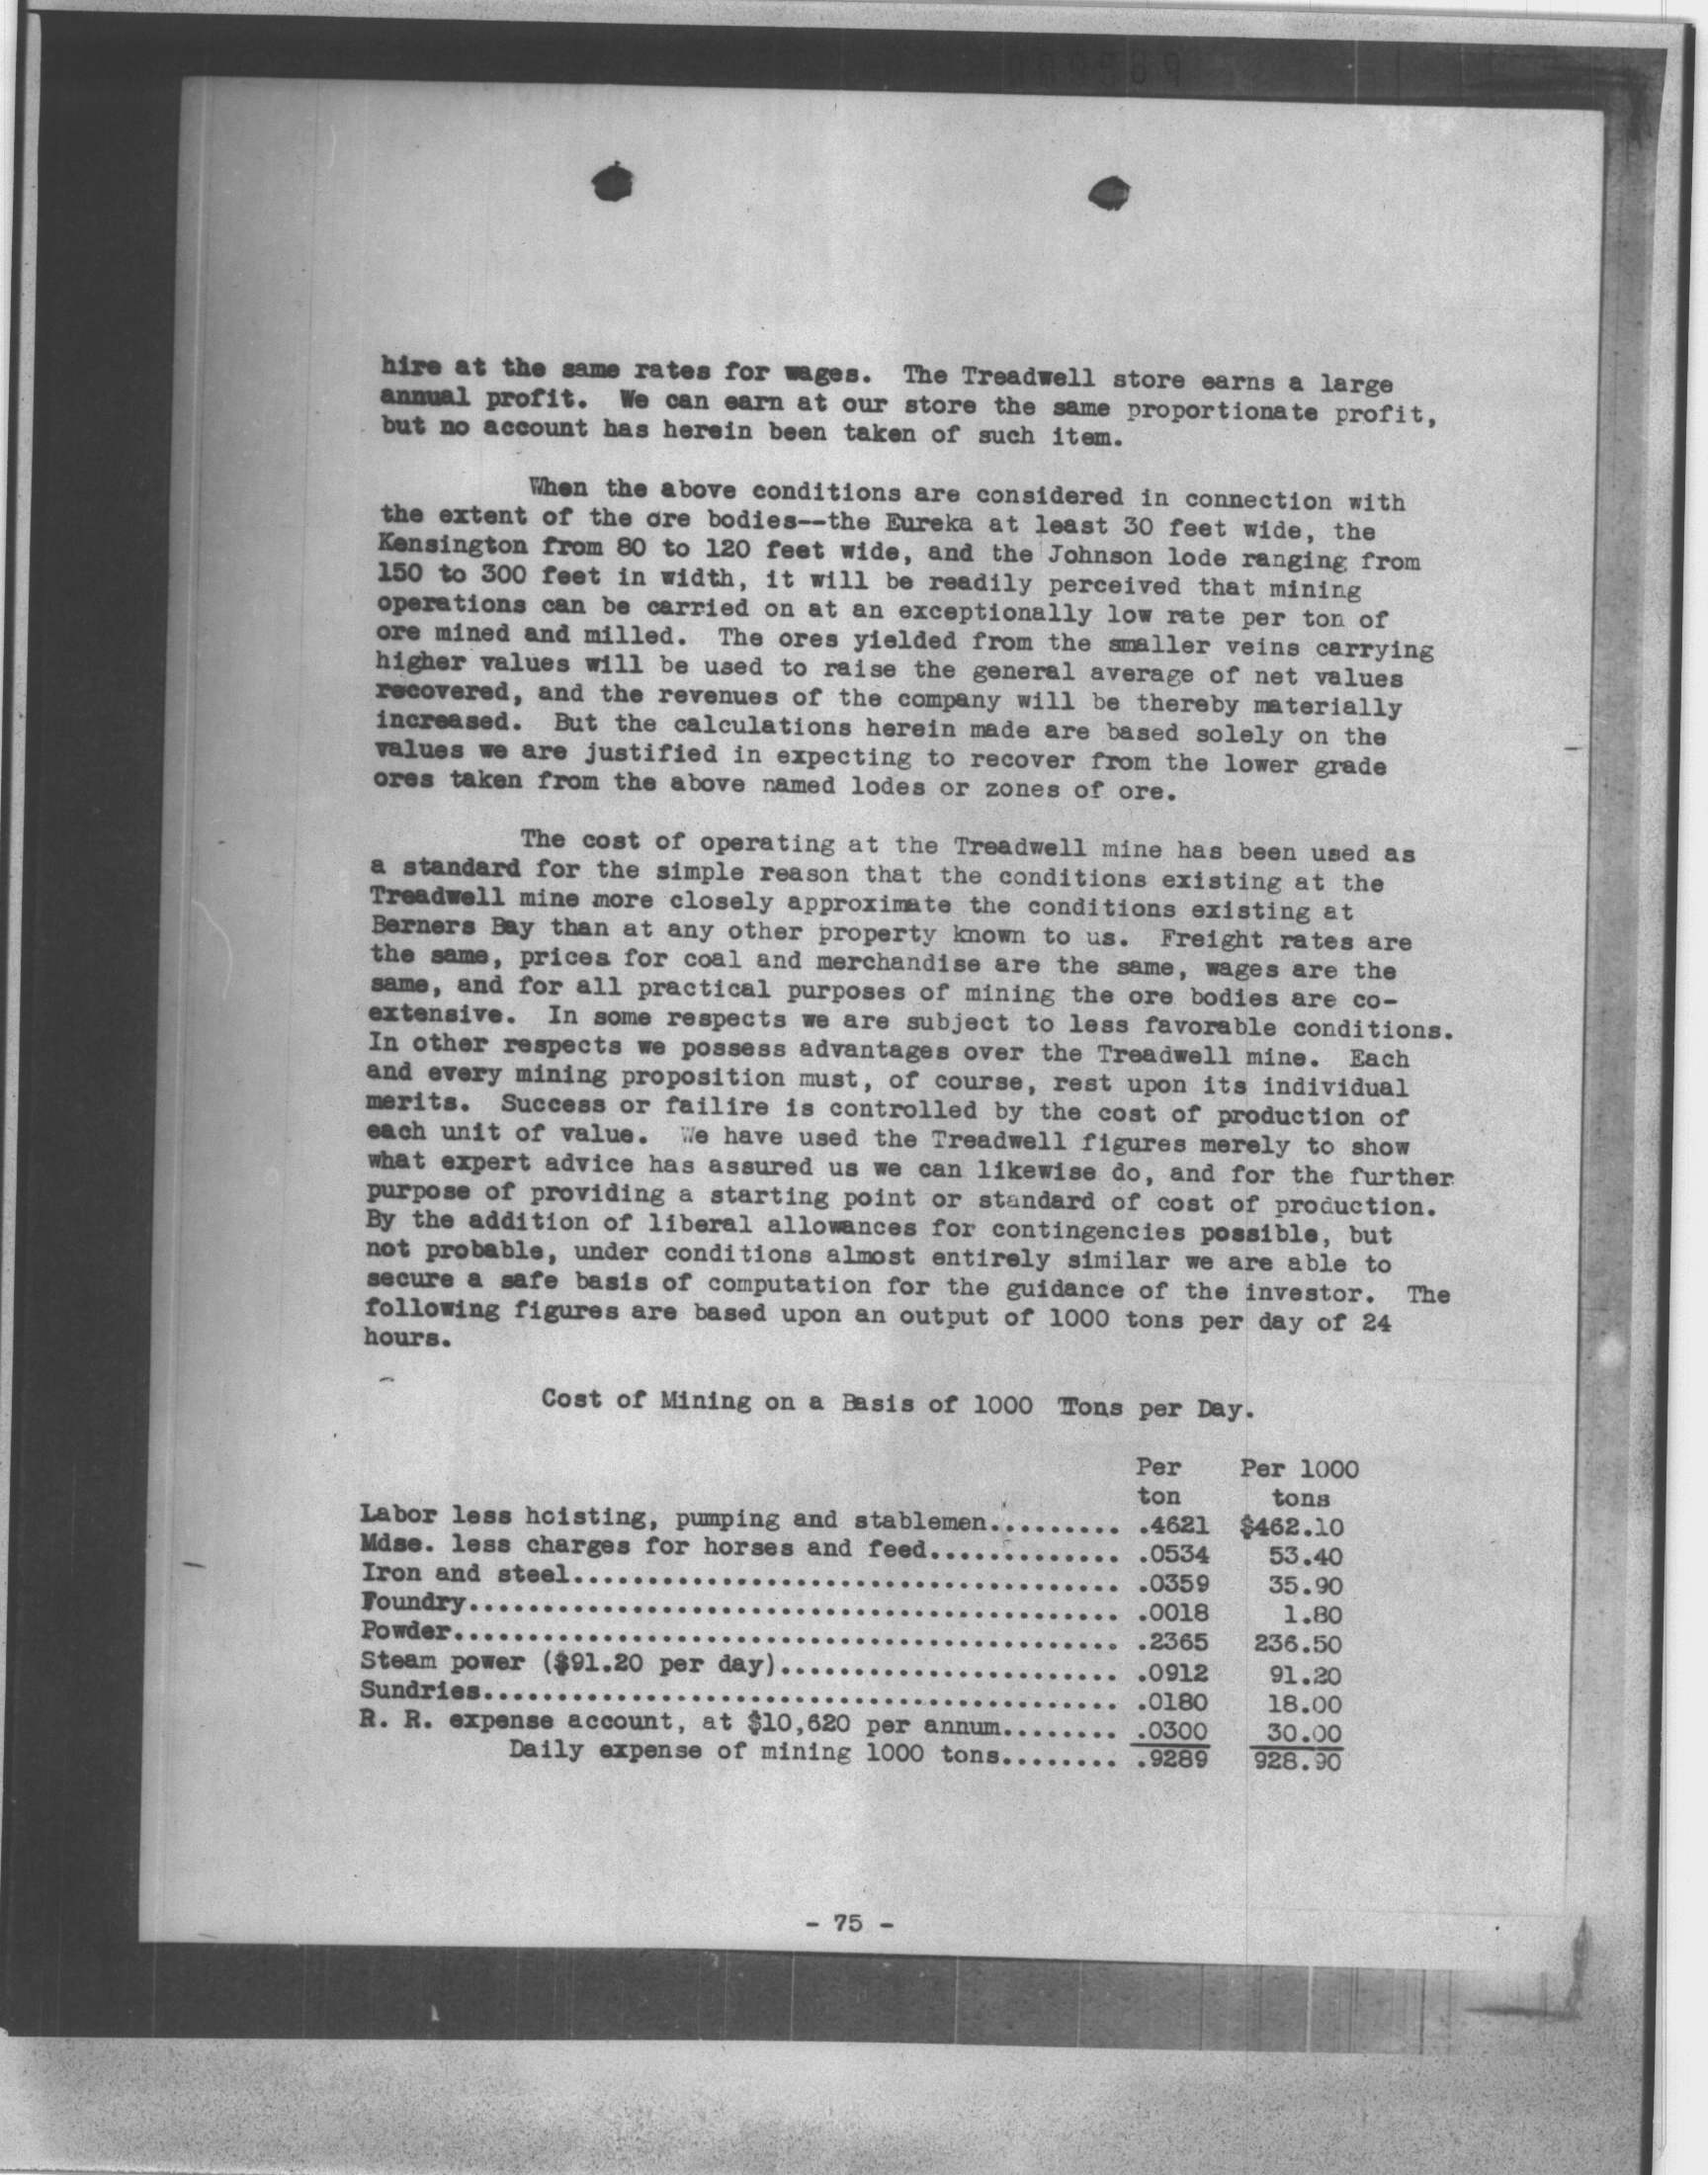 hire at the same rates for wages. The Treadwell store earns a large
annual profit. We can earn at our store the same proportionate profit,
but no account has herein been taken of such item.
When the above conditions are considered in connection with
the extent of the ore bodies--the Eureka at least 30 feet wide, the
Kensington from 80 to 120 feet wide, and the Johnson lode ranging from
150 to 300 feet in width, it will be readily perceived that mining
operations can be carried on at an exceptionally low rate per ton of
ore mined and milled. The ores yielded from the smaller veins carrying
higher values will be used to raise the general average of net values
recovered, and the revenues of the company will be thereby materially
increased. But the calculations herein made are based solely on the
values we are justified in expecting to recover from the lower grade
ores taken from the above named lodes or zones of ore.
The cost of operating at the Treadwell mine has been used as
a standard for the simple reason that the conditions existing at the
Treadwell mine more closely approximate the conditions existing at
Berners Bay than at any other property known to us. Freight rates are
the same, prices for coal and merchandise are the same, wages are the
same, and for all practical purposes of mining the ore bodies are co-
extensive. In some respects we are subject to less favorable conditions.
In other respects we possess advantages over the Treadwell mine. Each
and every mining proposition must, of course, rest upon its individual
merits. Success or failire is controlled by the cost of production of
each unit of value. We have used the Treadwell figures merely to show
what expert advice has assured us we can likewise do, and for the further
purpose of providing a starting point or standard of cost of production.
By the addition of liberal allowances for contingencies possible, but
not probable, under conditions almost entirely similar we are able to
secure a safe basis of computation for the guidance of the investor. The
following figures are based upon an output of 1000 tons per day of 24
hours.
Cost of Mining on a Basis of 1000 Tons per Day.
Per Per 1000
ton tons
Labor less hoisting, pumping and stablemen......... .4621 $462.10
Mdse. less charges for horses and feed............. .0534 53.40
Iron and steel..................................... .0359 35.90
Foundry............................................ .0018 1.80
Powder............................................. .2365 236.50
Steam power ($91.20 per day)....................... .0912 91.20
Sundries........................................... .0180 18.00
R. R. expense account, at $10,620 per annum........ .0300 30.00
Daily expense of mining 1000 tons........ .9289 928.90
- 75 -